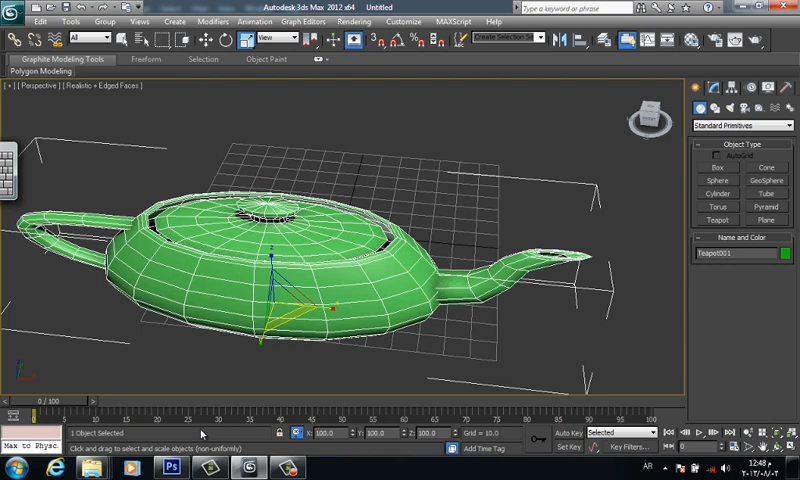 Autodesk 3ds Max 2012 x64 Untitled
Type a keyword or phrase
Edit Tools Group Views Create Modifiers Animation Graph Editors Rendering Customize MAXScript Help
All View Create Selection Se
Graphite Modeling Tools Freeform Selection Object Paint
Polygon Modeling
[ + ] [ Perspective ] [ Realistic + Edged Faces ]
Standard Primitives
Object Type
AutoGrid
Box Cone
Sphere GeoSphere
Cylinder Tube
Torus Pyramid
Teapot Plane
Name and Color
Teapot001
z
0 / 100
0 5 10 15 20 25 30 35 40 45 50 55 60 65 70 75 80 85 90 95 100
1 Object Selected X: 100.0 Y: 100.0 Z: 100.0 Grid = 10.0 Auto Key Selected
Max to Physc. Click and drag to select and scale objects (non-uniformly) Add Time Tag Set Key Key Filters... 0
Ps AR 12:48 م
٢٠١٢/٠٨/٠٢